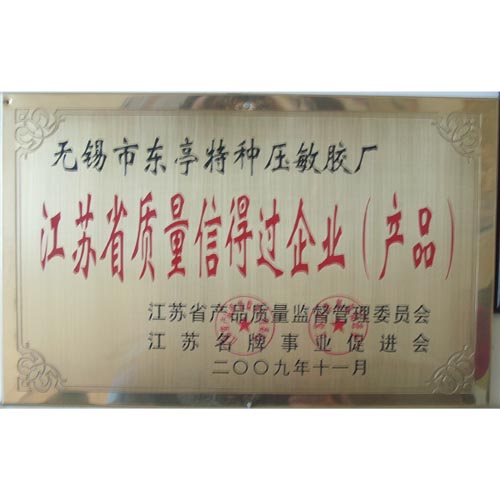 无锡市东亭特种压敏胶厂
江苏省质量信得过企业（产品）
江苏省产品质量监督管理委员会
江苏名牌事业促进会
二〇〇九年十一月